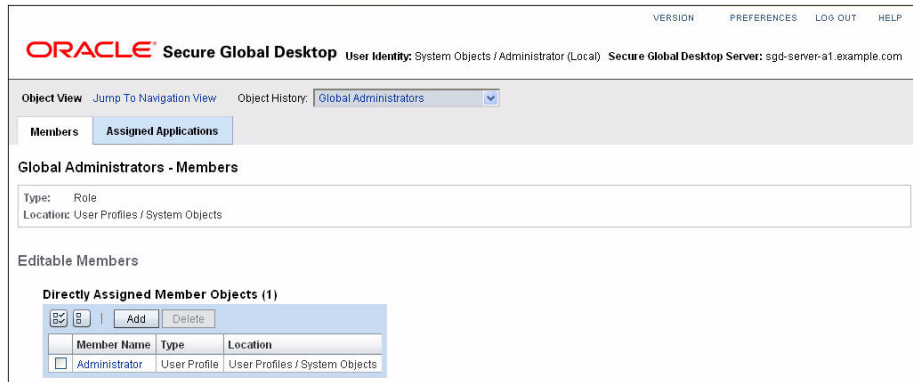 VERSION PREFERENCES LOG OUT HELP
ORACLE Secure Global Desktop User Identity: System Objects / Administrator (Local) Secure Global Desktop Server: sgd-server-a1.example.com
Object View Jump To Navigation View Object History: Global Administrators
Members Assigned Applications
Global Administrators - Members
Type: Role
Location: User Profiles / System Objects
Editable Members
Directly Assigned Member Objects (1)
Add Delete
Member Name Type Location
Administrator User Profile User Profiles / System Objects